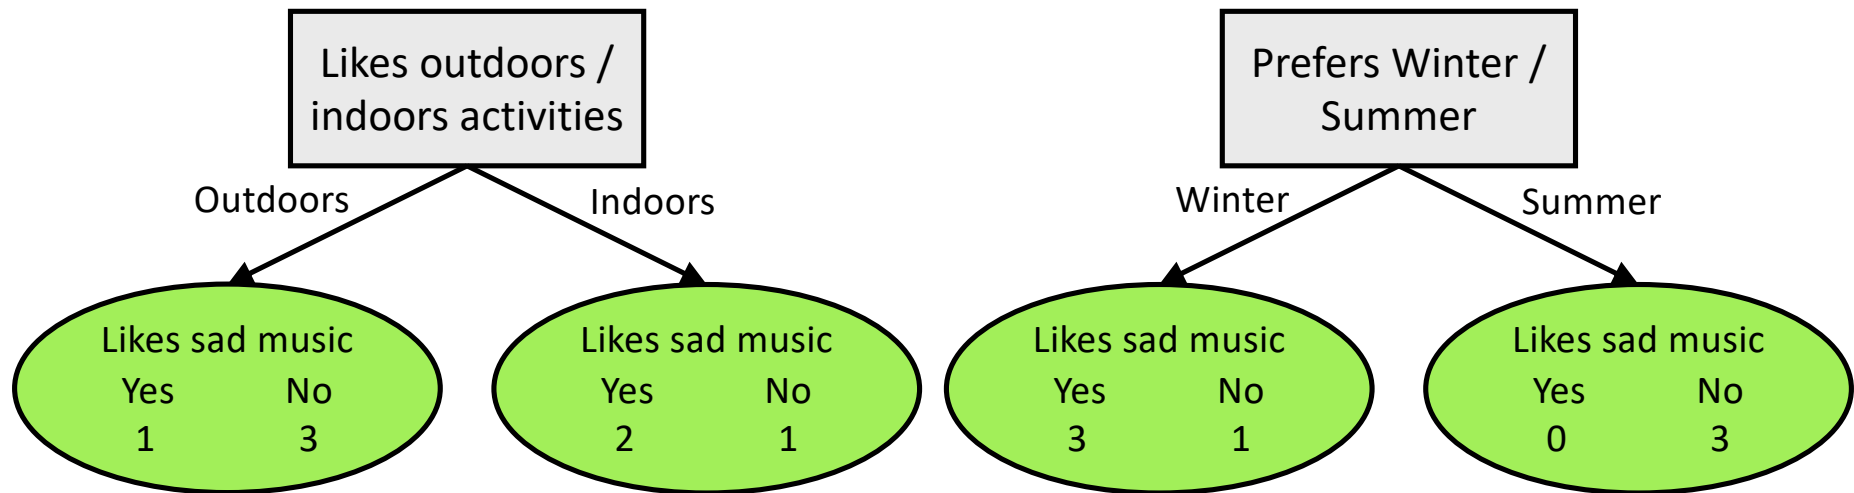 Likes outdoors /
indoors activities
Outdoors
Indoors
Likes sad music
Yes No
1 3
Likes sad music
Yes No
2 1
Prefers Winter /
Summer
Winter
Summer
Likes sad music
Yes No
3 1
Likes sad music
Yes No
0 3